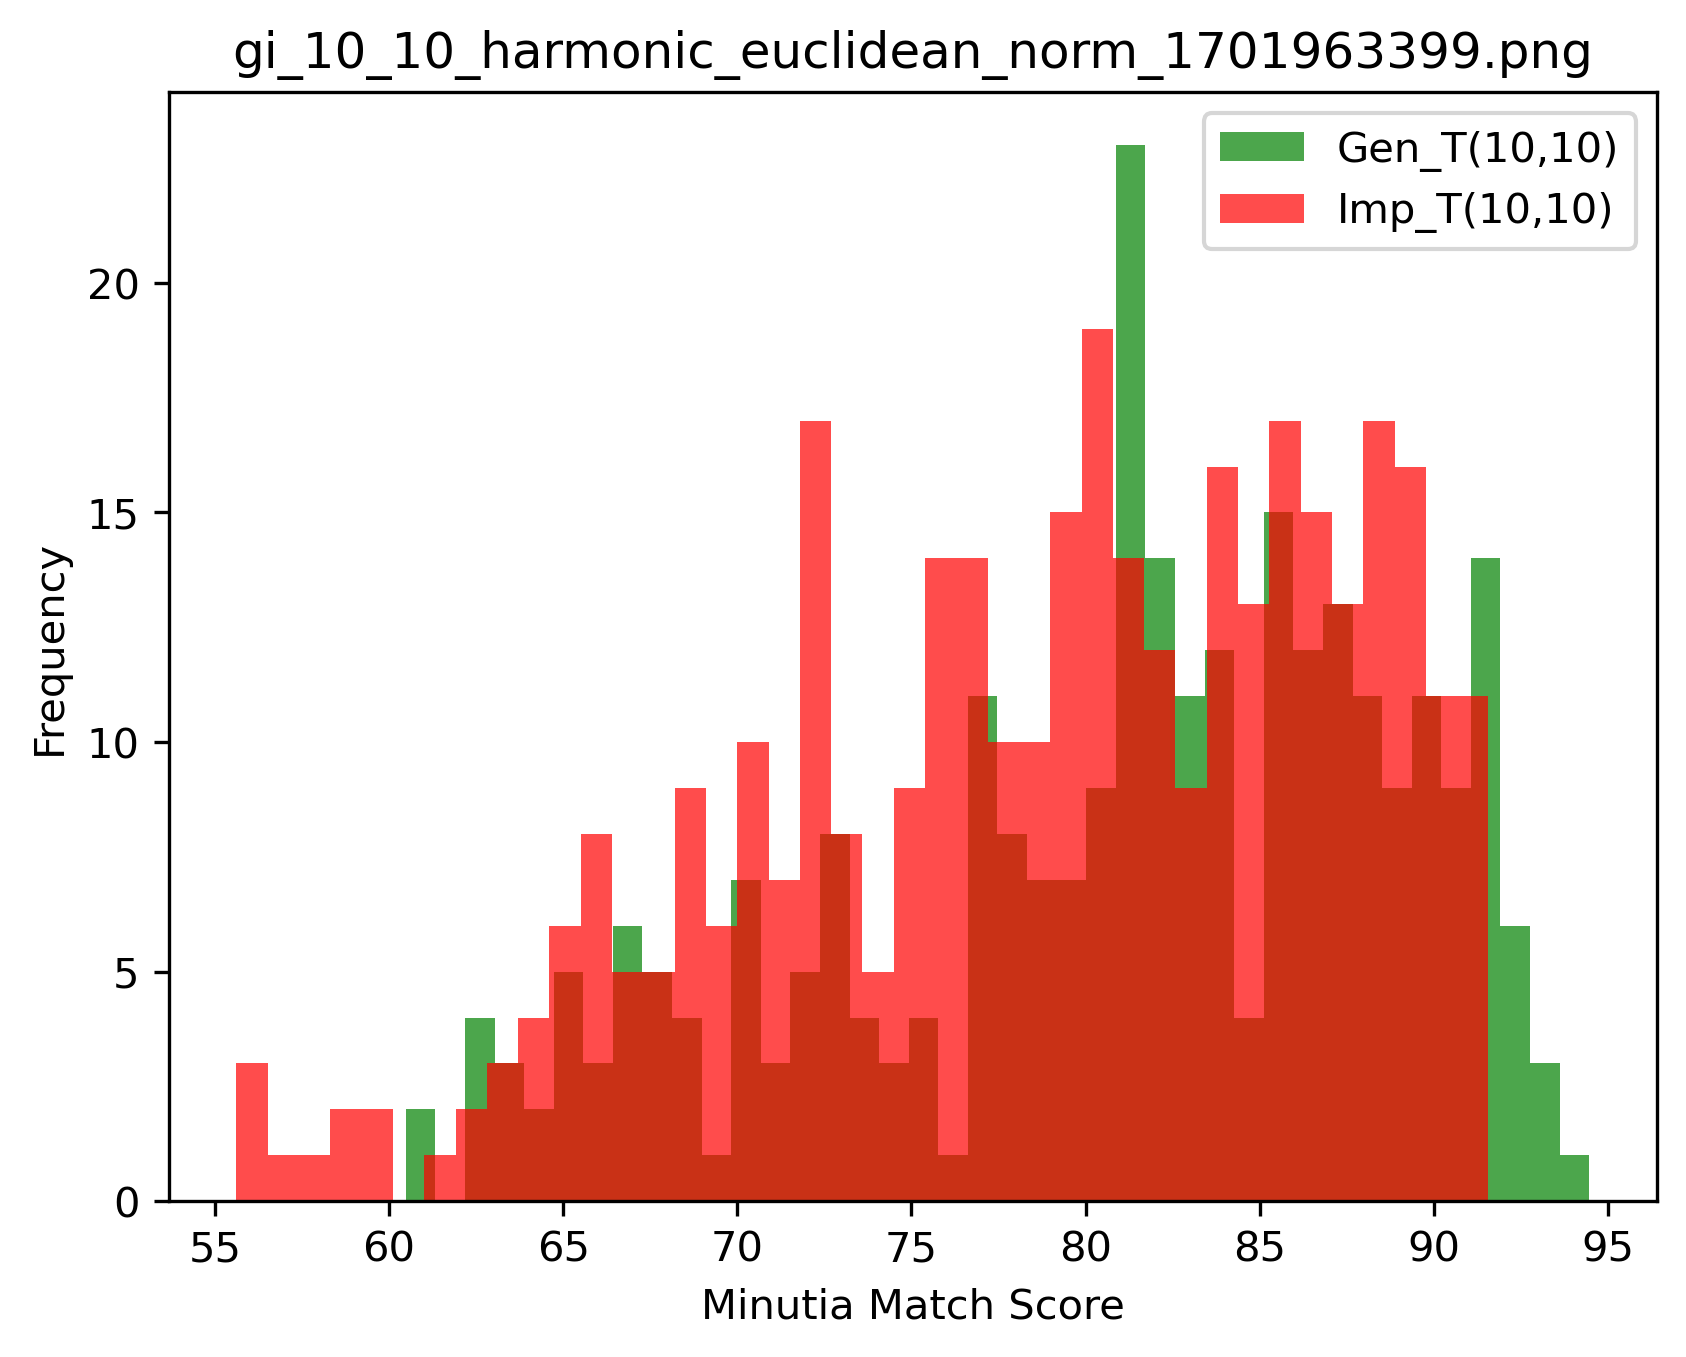 gi_10_10_harmonic_euclidean_norm_1701963399.png
Gen_T(10,10)
Imp_T(10,10)
Frequency
20
15
10
5
0
55 60 65 70 75 80 85 90 95
Minutia Match Score